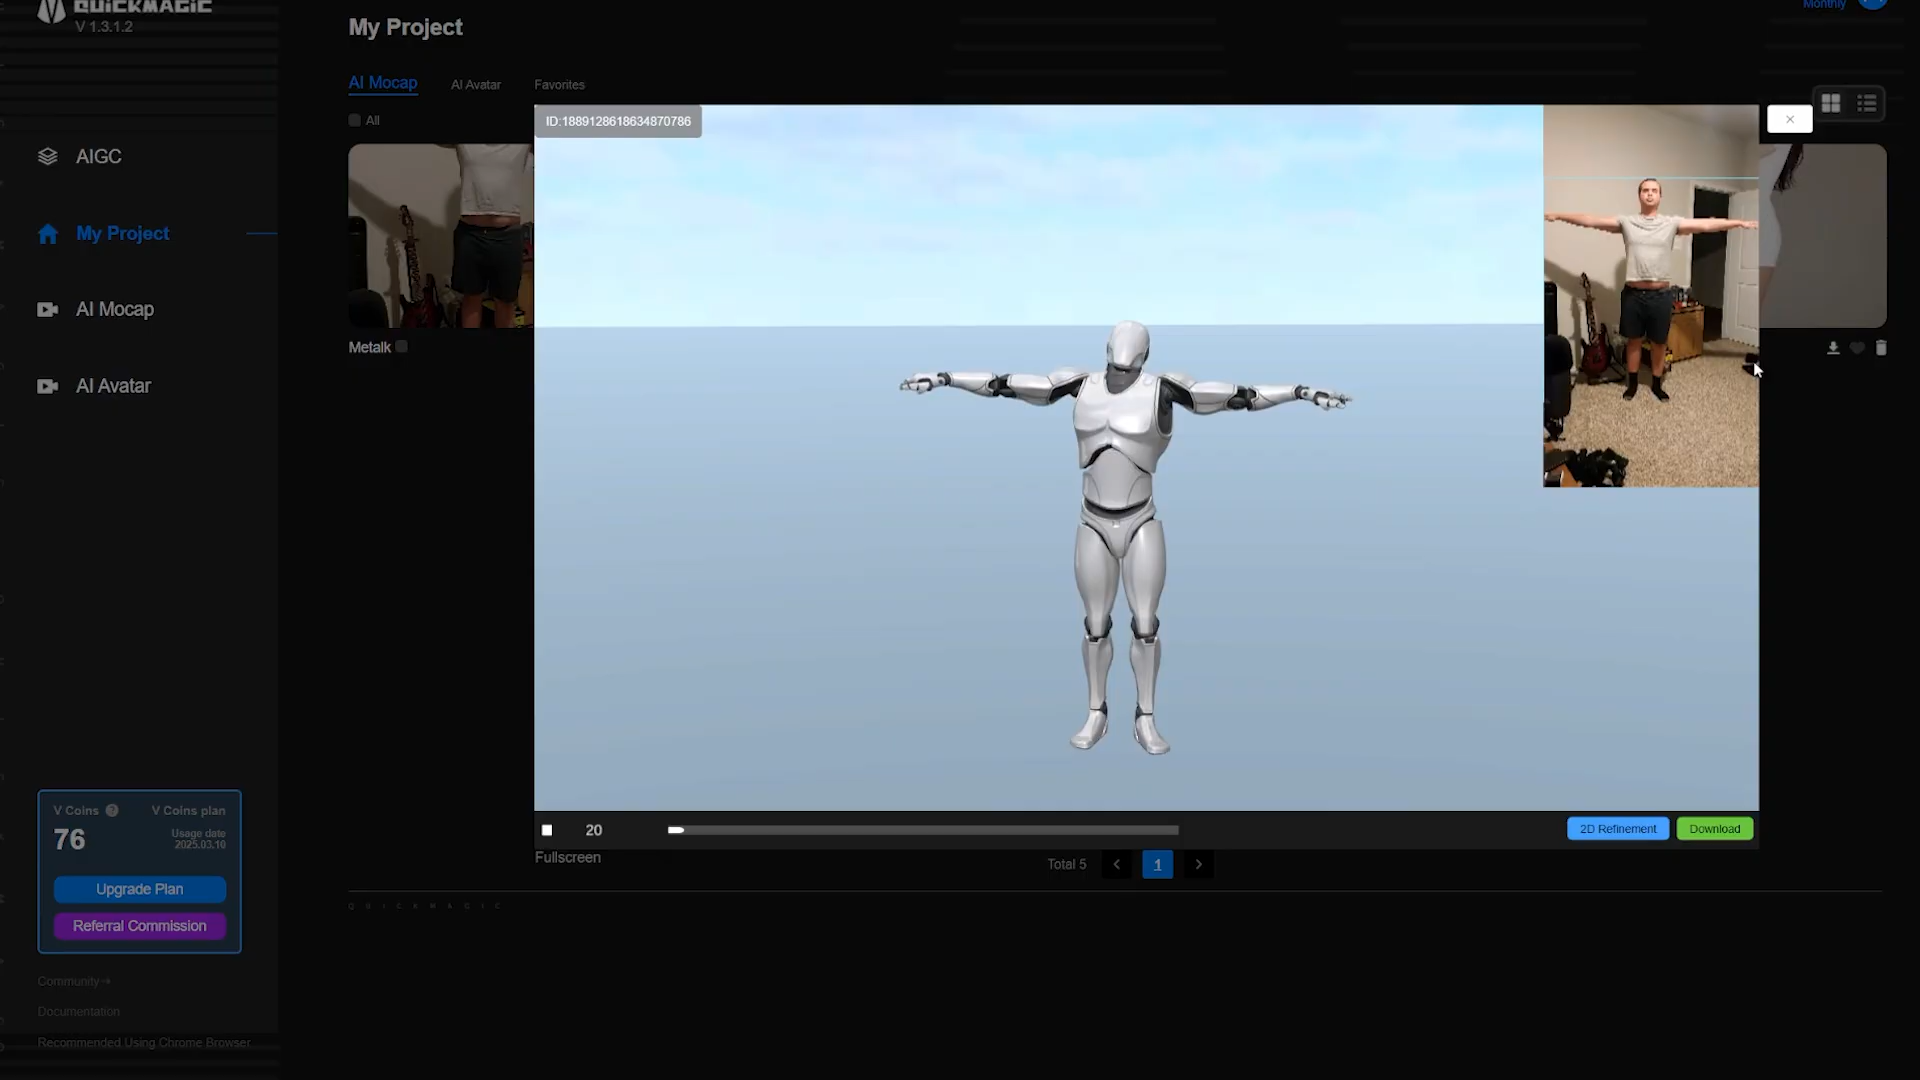 QUICKMAGIC
V 1.3.1.2
Monthly
My Project
AI Mocap
AI Avatar
Favorites
All
ID:1889128618634870786
AIGC
My Project
AI Mocap
AI Avatar
Metalk
V Coins ?
V Coins plan
76
Usage date
2025.03.10
Upgrade Plan
Referral Commission
20
2D Refinement
Download
Fullscreen
Total 5
1
QUICKMAGIC
Community
Documentation
Recommended Using Chrome Browser